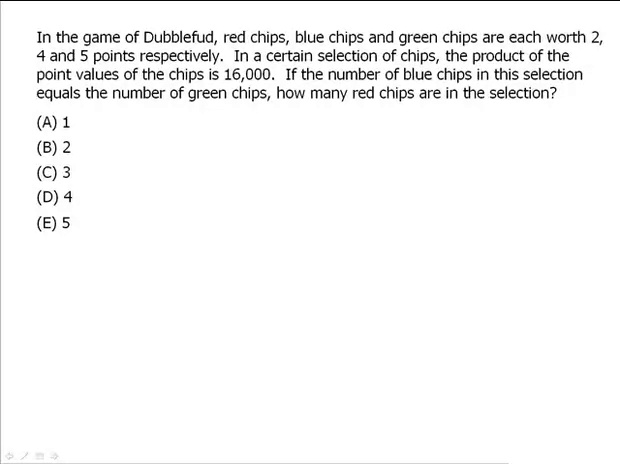 In the game of Dubblefud, red chips, blue chips and green chips are each worth 2,
4 and 5 points respectively.  In a certain selection of chips, the product of the
point values of the chips is 16,000.  If the number of blue chips in this selection
equals the number of green chips, how many red chips are in the selection?
(A) 1
(B) 2
(C) 3
(D) 4
(E) 5